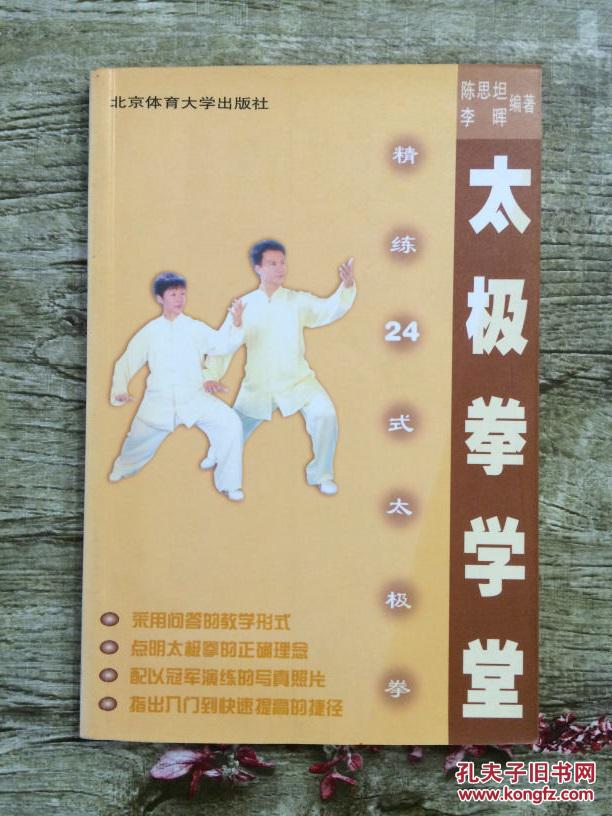 北京体育大学出版社
陈思坦
李晖
编著
太极拳学堂
精练24式太极拳
采用问答的教学形式
点明太极拳的正确理念
配以冠军演练的写真照片
指出入门到快速提高的捷径
孔夫子旧书网
www.kongfz.com